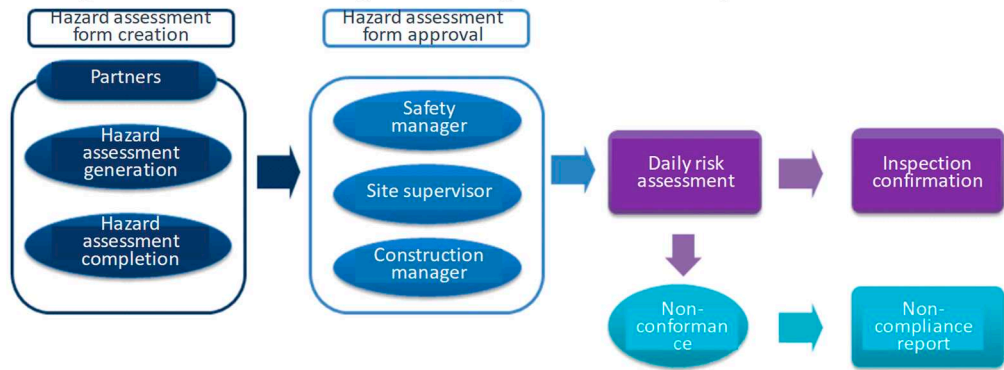 Hazard assessment
form creation
Hazard assessment
form approval
Partners
Hazard
assessment
generation
Hazard
assessment
completion
Safety
manager
Site supervisor
Construction
manager
Daily risk
assessment
Inspection
confirmation
Non-
conforman
ce
Non-
compliance
report